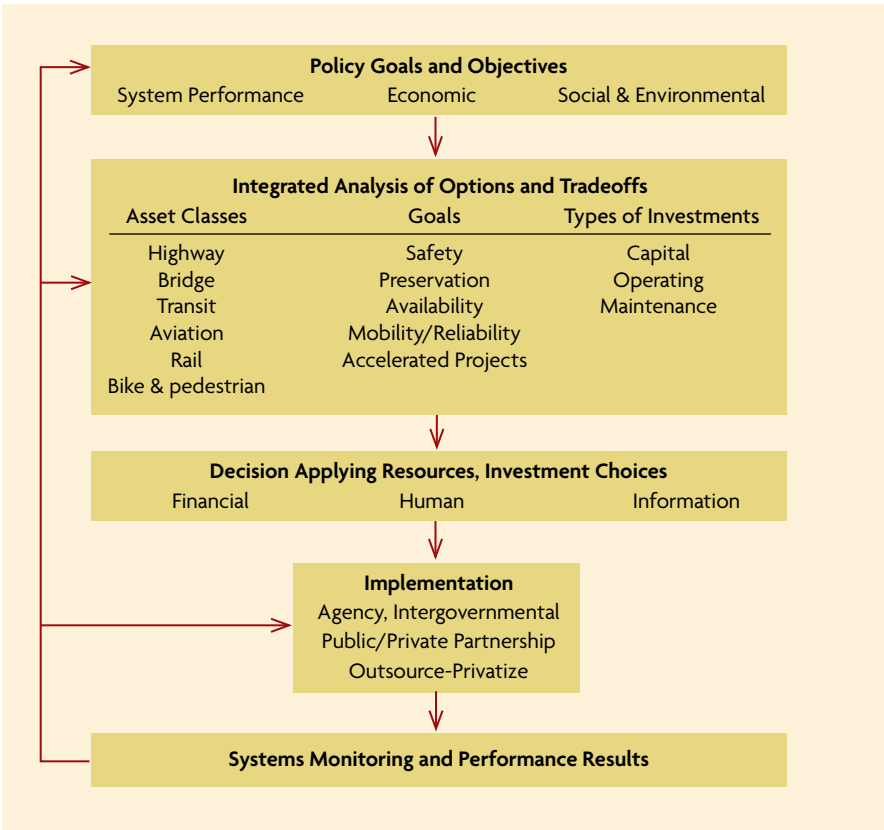 Policy Goals and Objectives
System Performance Economic Social & Environmental
Integrated Analysis of Options and Tradeoffs
Asset Classes Goals Types of Investments
Highway Safety Capital
Bridge Preservation Operating
Transit Availability Maintenance
Aviation Mobility/Reliability
Rail Accelerated Projects
Bike & pedestrian
Decision Applying Resources, Investment Choices
Financial Human Information
Implementation
Agency, Intergovernmental
Public/Private Partnership
Outsource-Privatize
Systems Monitoring and Performance Results